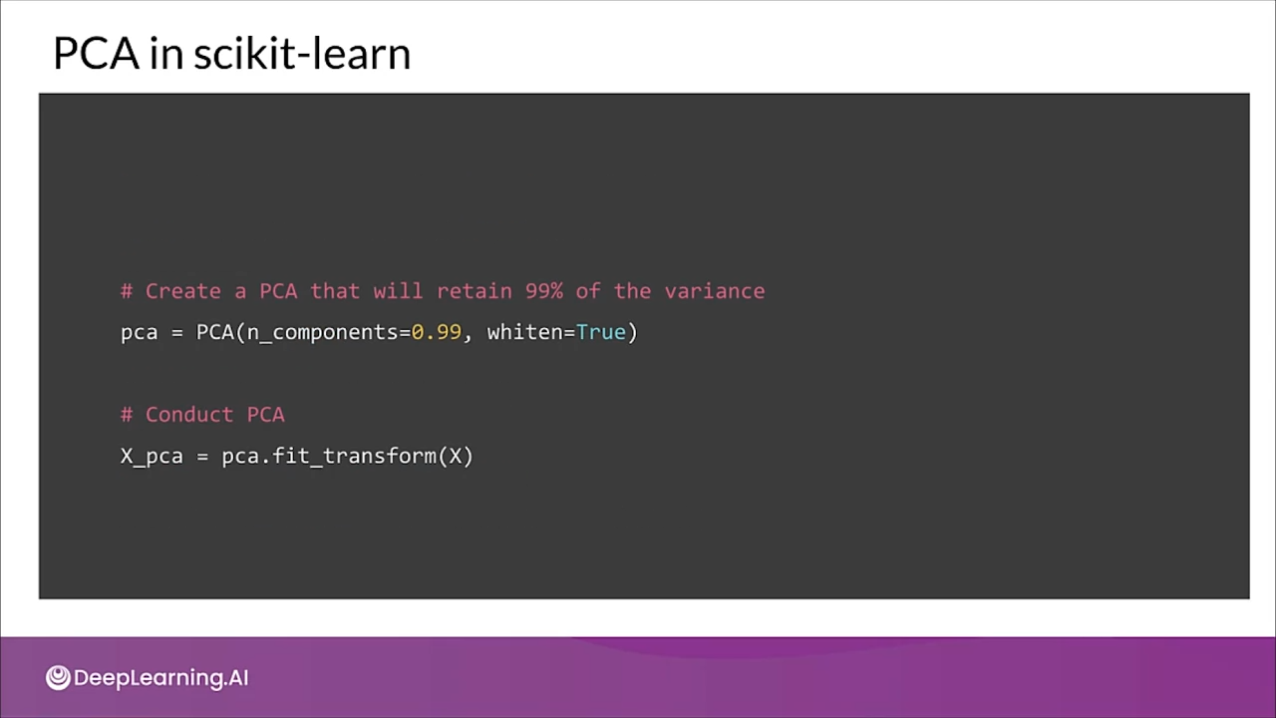 PCA in scikit-learn
# Create a PCA that will retain 99% of the variance
pca = PCA(n_components=0.99, whiten=True)
# Conduct PCA
X_pca = pca.fit_transform(X)
DeepLearning.AI